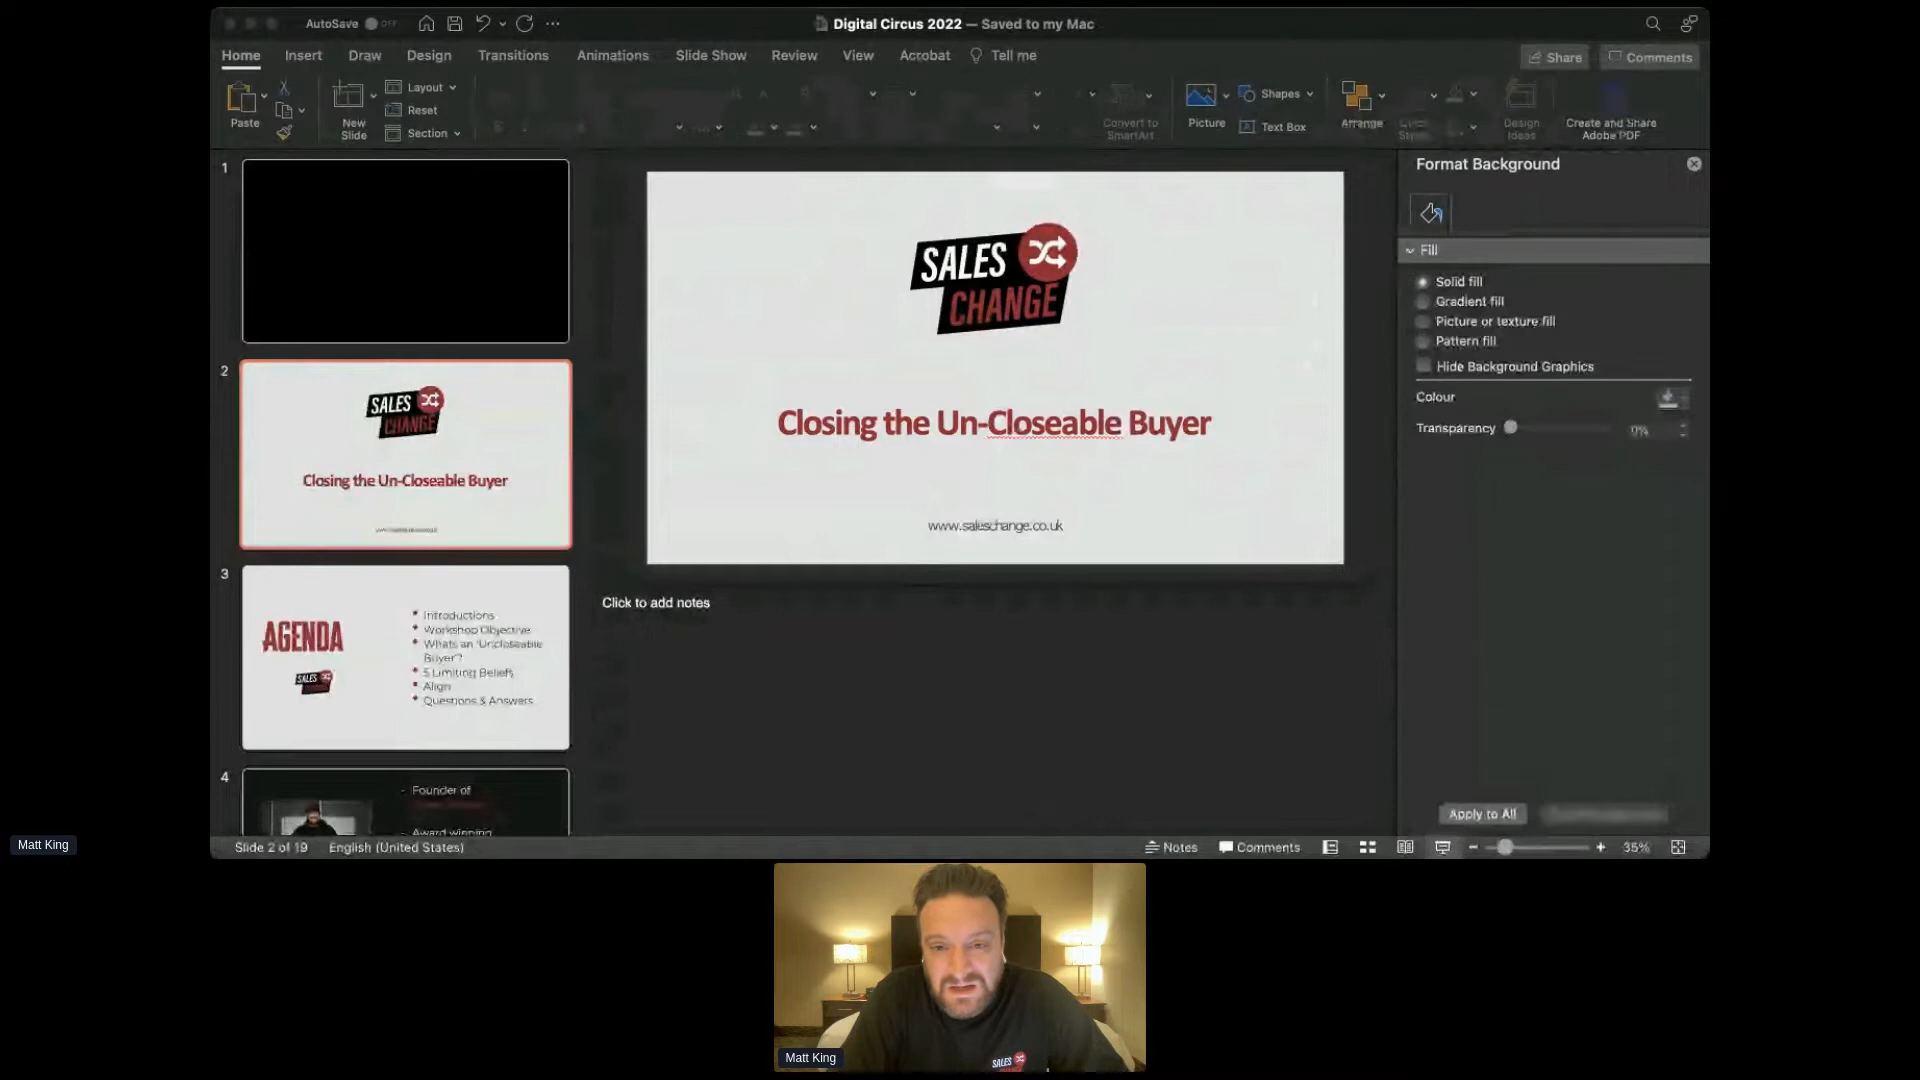 AutoSave OFF
Digital Circus 2022 — Saved to my Mac
Home Insert Draw Design Transitions Animations Slide Show Review View Acrobat Tell me
Share Comments
Paste
New Slide
Layout
Reset
Section
Convert to SmartArt
Picture
Shapes
Text Box
Arrange
Design Ideas
Create and Share Adobe PDF
1
2
SALES
CHANGE
Closing the Un-Closeable Buyer
3
AGENDA
SALES
Introductions
Workshop Objective
Whats an 'Uncloseable
Buyer'?
5 Limiting Beliefs
Align
Questions & Answers
4
- Founder of
- Award winning
SALES
CHANGE
Closing the Un-Closeable Buyer
www.saleschange.co.uk
Click to add notes
Format Background
Fill
Solid fill
Gradient fill
Picture or texture fill
Pattern fill
Hide Background Graphics
Colour
Transparency 0%
Apply to All
Slide 2 of 19 English (United States)
Notes Comments 35%
Matt King
SALES
Matt King